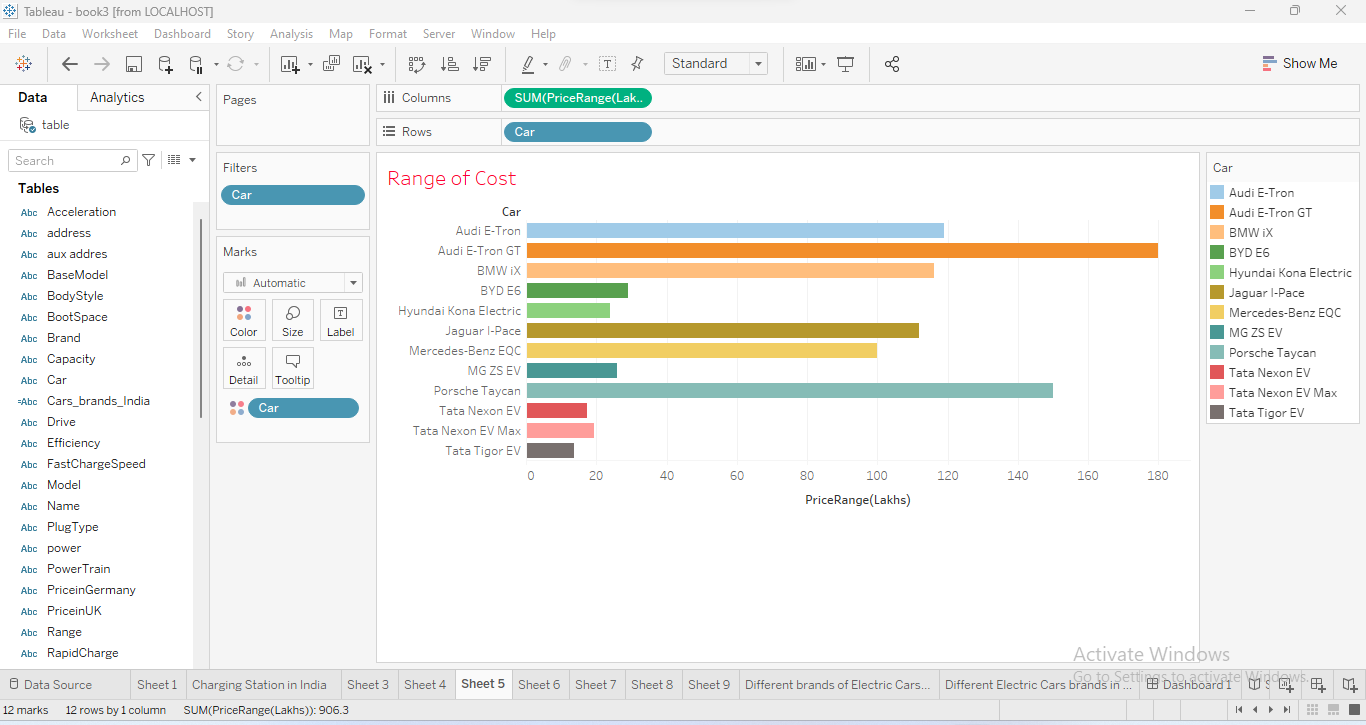 Tableau - book3 [from LOCALHOST]
File Data Worksheet Dashboard Story Analysis Map Format Server Window Help
Standard
Show Me
Data
Analytics
table
Search
Tables
Abc Acceleration
Abc address
Abc aux addres
Abc BaseModel
Abc BodyStyle
Abc BootSpace
Abc Brand
Abc Capacity
Abc Car
=Abc Cars_brands_India
Abc Drive
Abc Efficiency
Abc FastChargeSpeed
Abc Model
Abc Name
Abc PlugType
Abc power
Abc PowerTrain
Abc PriceinGermany
Abc PriceinUK
Abc Range
Abc RapidCharge
Pages
Filters
Car
Marks
Automatic
Color Size Label
Detail Tooltip
Car
Columns SUM(PriceRange(Lak..
Rows Car
Range of Cost
Car
Audi E-Tron
Audi E-Tron GT
BMW iX
BYD E6
Hyundai Kona Electric
Jaguar I-Pace
Mercedes-Benz EQC
MG ZS EV
Porsche Taycan
Tata Nexon EV
Tata Nexon EV Max
Tata Tigor EV
0 20 40 60 80 100 120 140 160 180
PriceRange(Lakhs)
Car
Audi E-Tron
Audi E-Tron GT
BMW iX
BYD E6
Hyundai Kona Electric
Jaguar I-Pace
Mercedes-Benz EQC
MG ZS EV
Porsche Taycan
Tata Nexon EV
Tata Nexon EV Max
Tata Tigor EV
Activate Windows
Go to Settings to activate Windows.
Data Source Sheet 1 Charging Station in India Sheet 3 Sheet 4 Sheet 5 Sheet 6 Sheet 7 Sheet 8 Sheet 9 Different brands of Electric Cars... Different Electric Cars brands in ... Dashboard 1
12 marks 12 rows by 1 column SUM(PriceRange(Lakhs)): 906.3